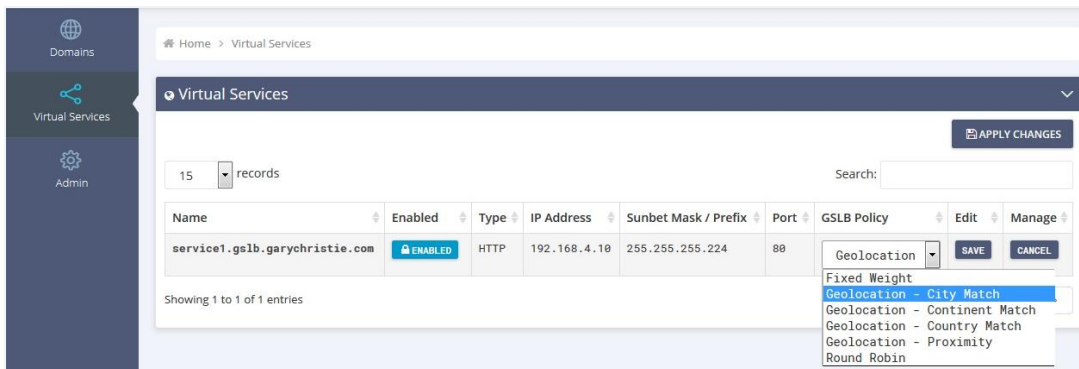 Domains
Virtual Services
Admin
Home > Virtual Services
Virtual Services
APPLY CHANGES
15 records
Search:
Name Enabled Type IP Address Sunbet Mask / Prefix Port GSLB Policy Edit Manage
service1.gslb.garychristie.com ENABLED HTTP 192.168.4.10 255.255.255.224 80 Geolocation SAVE CANCEL
Fixed Weight
Geolocation - City Match
Geolocation - Continent Match
Geolocation - Country Match
Geolocation - Proximity
Round Robin
Showing 1 to 1 of 1 entries